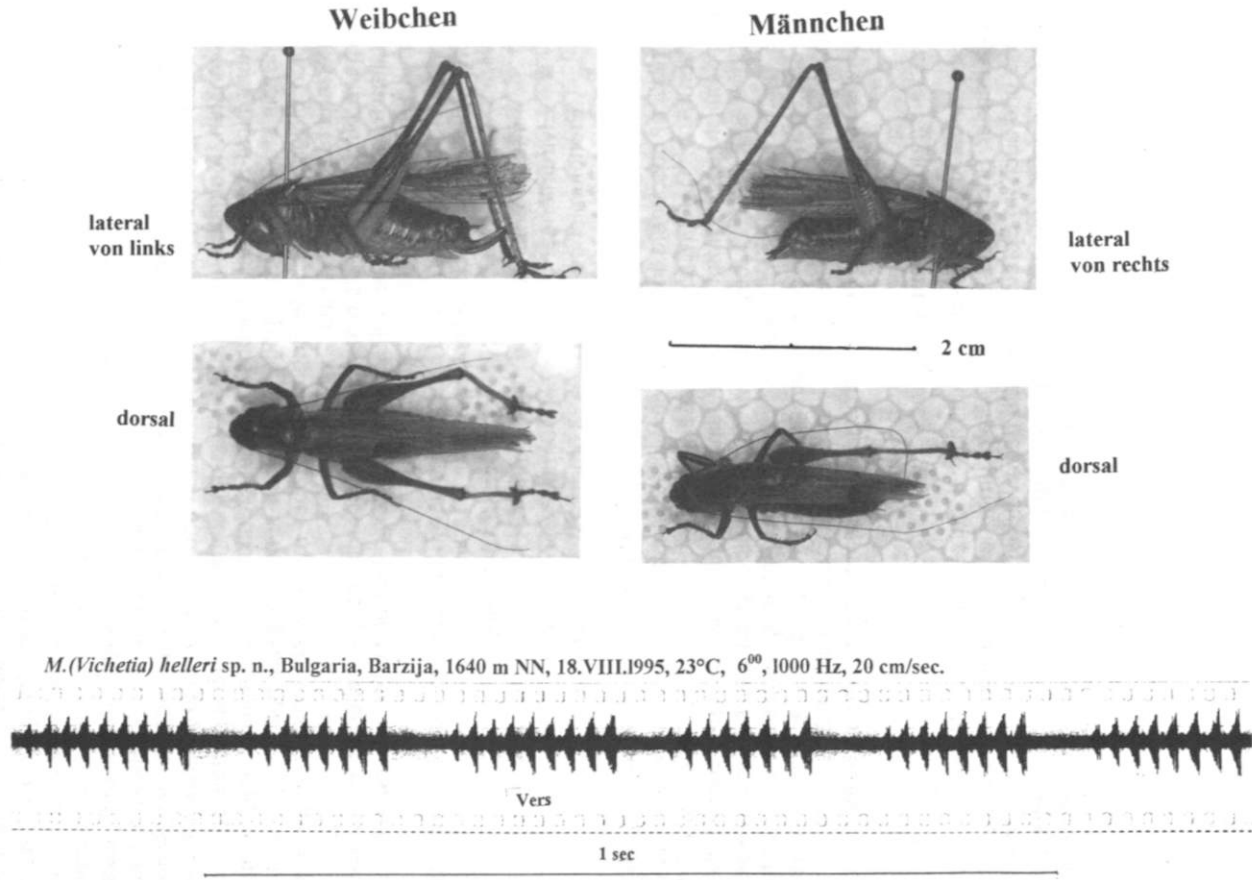 Weibchen
Männchen
lateral
von links
lateral
von rechts
2 cm
dorsal
dorsal
M.(Vichetia) helleri sp. n., Bulgaria, Barzija, 1640 m NN, 18.VIII.1995, 23°C, 6⁰⁰, 1000 Hz, 20 cm/sec.
Vers
1 sec